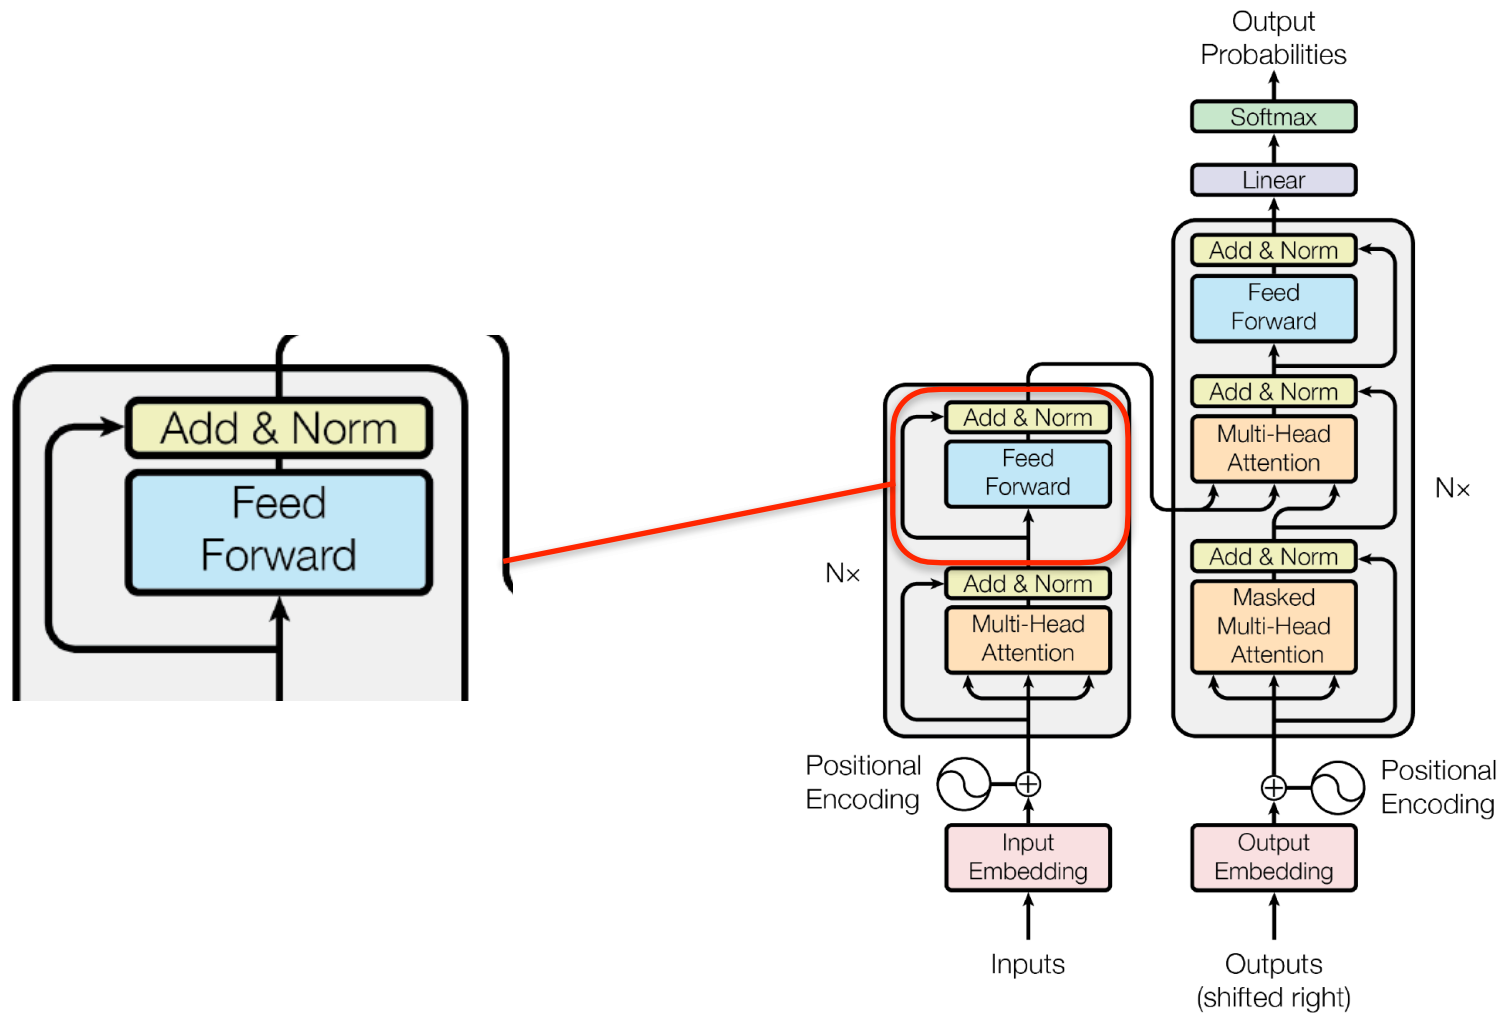 Output
Probabilities
Softmax
Linear
Add & Norm
Feed
Forward
Add & Norm
Multi-Head
Attention
Nx
Add & Norm
Masked
Multi-Head
Attention
Positional
Encoding
Output
Embedding
Outputs
(shifted right)
Add & Norm
Feed
Forward
Nx
Add & Norm
Multi-Head
Attention
Positional
Encoding
Input
Embedding
Inputs
Add & Norm
Feed
Forward